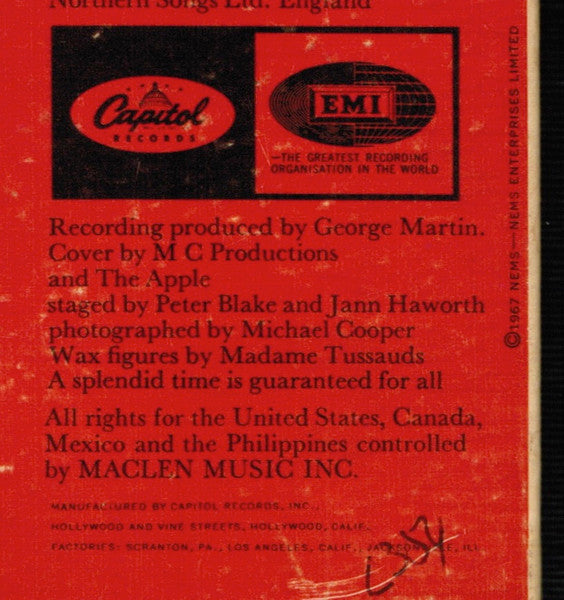 Northern Songs Ltd. England
Capitol
RECORDS
EMI
—THE GREATEST RECORDING
ORGANISATION IN THE WORLD
©1967 NEMS— NEMS ENTERPRISES LIMITED
Recording produced by George Martin.
Cover by M C Productions
and The Apple
staged by Peter Blake and Jann Haworth
photographed by Michael Cooper
Wax figures by Madame Tussauds
A splendid time is guaranteed for all
All rights for the United States, Canada,
Mexico and the Philippines controlled
by MACLEN MUSIC INC.
MANUFACTURED BY CAPITOL RECORDS, INC.,
HOLLYWOOD AND VINE STREETS, HOLLYWOOD, CALIF.
FACTORIES: SCRANTON, PA., LOS ANGELES, CALIF., ILL